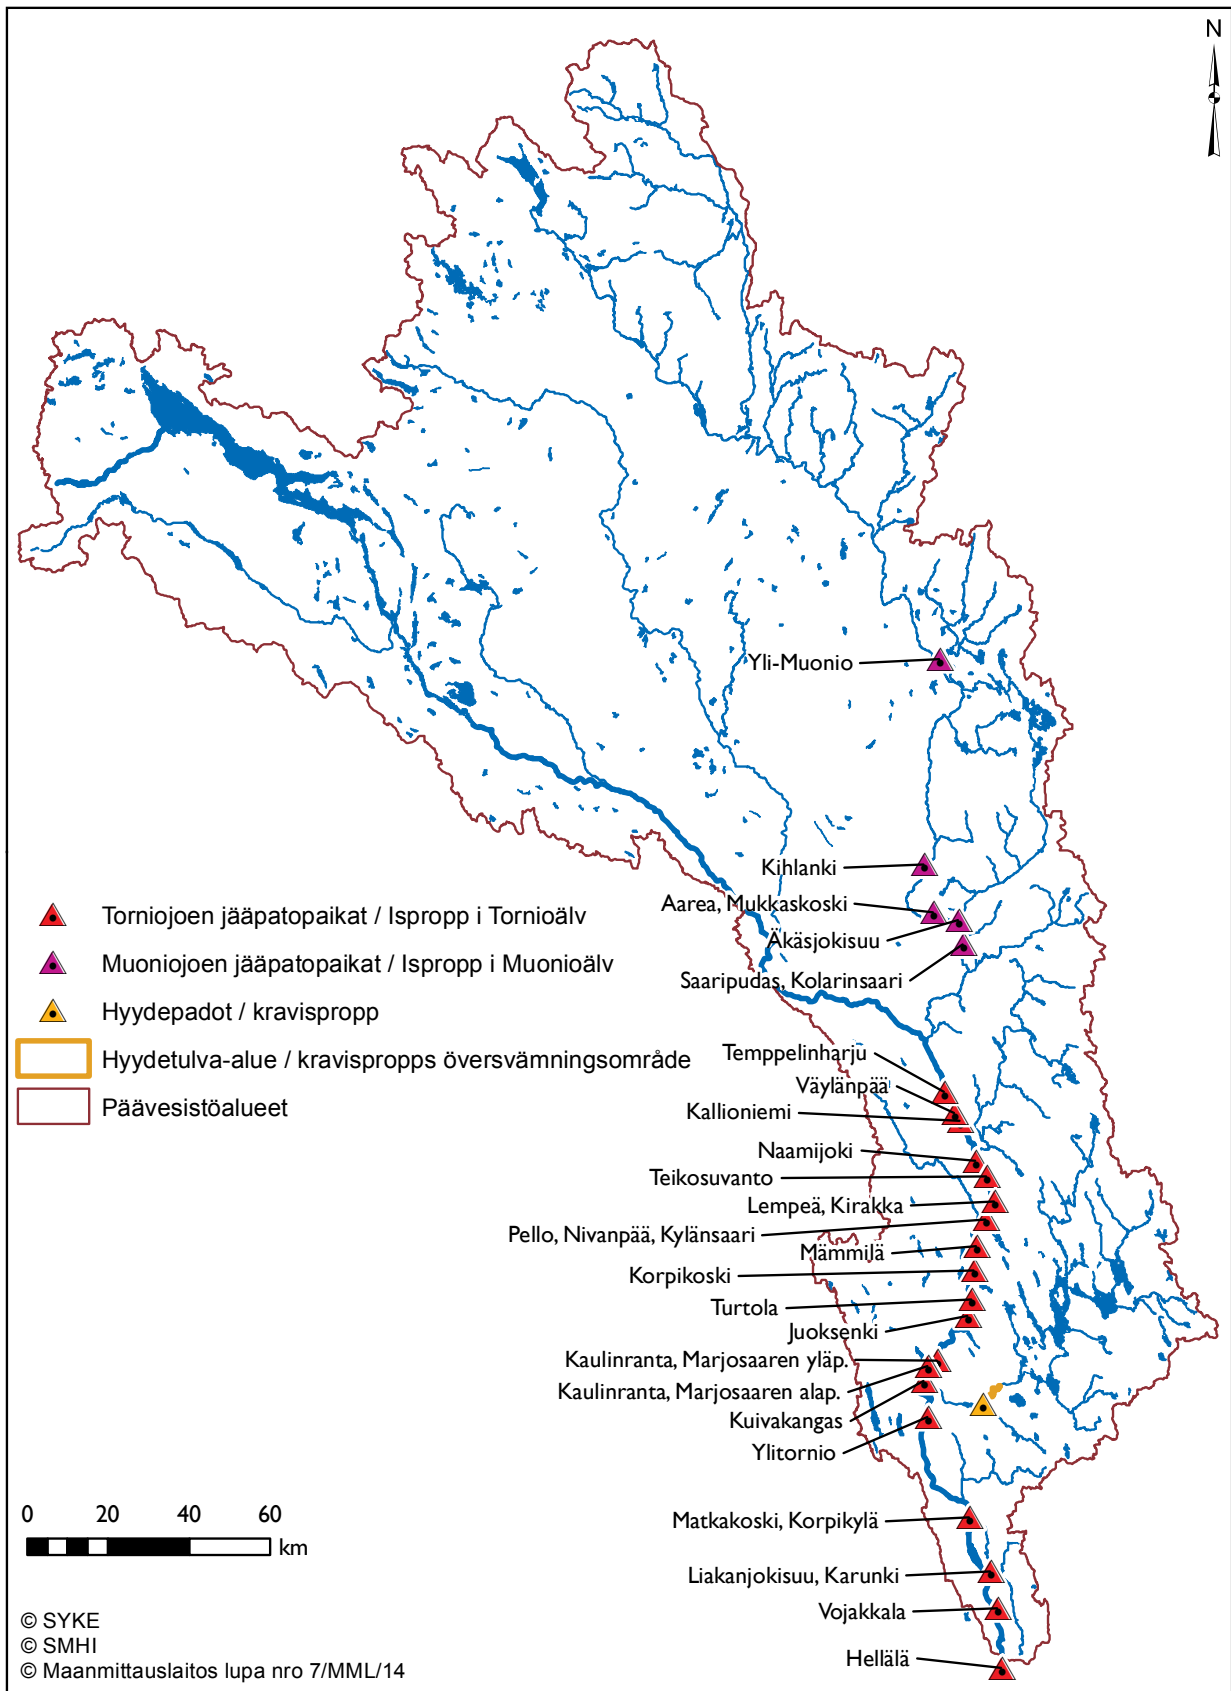 N
Yli-Muonio
Kihlanki
Aarea, Mukkaskoski
Äkäsjokisuu
Saaripudas, Kolarinsaari
Torniojoen jääpatopaikat / Ispropp i Tornioälv
Muoniojoen jääpatopaikat / Ispropp i Muonioälv
Hyydepadot / kravispropp
Hyydetulva-alue / kravispropps översvämningsområde
Päävesistöalueet
Temppelinharju
Väylänpää
Kallioniemi
Naamijoki
Teikosuvanto
Lempeä, Kirakka
Pello, Nivanpää, Kylänsaari
Mämmilä
Korpikoski
Turtola
Juoksenki
Kaulinranta, Marjosaaren yläp.
Kaulinranta, Marjosaaren alap.
Kuivakangas
Ylitornio
Matkakoski, Korpikylä
Liakanjokisuu, Karunki
Vojakkala
Hellälä
0 20 40 60
km
© SYKE
© SMHI
© Maanmittauslaitos lupa nro 7/MML/14